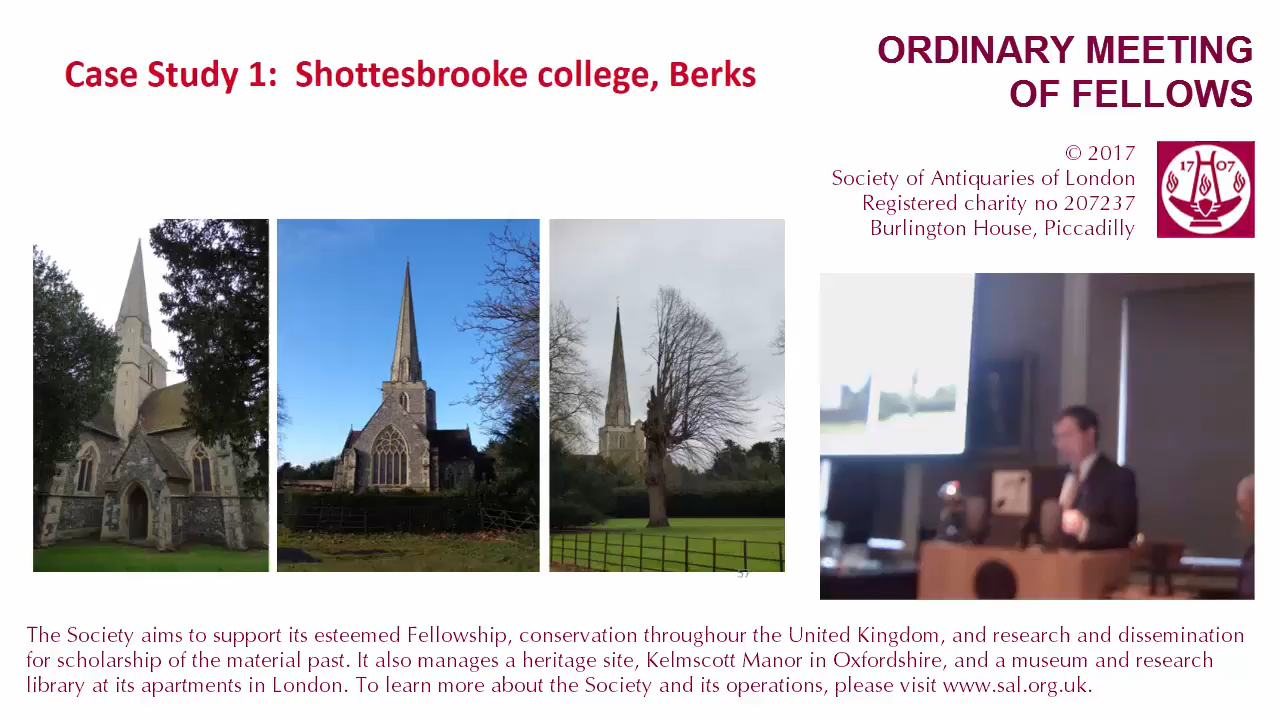 Case Study 1: Shottesbrooke college, Berks
ORDINARY MEETING
OF FELLOWS
© 2017
Society of Antiquaries of London
Registered charity no 207237
Burlington House, Piccadilly
17 07
The Society aims to support its esteemed Fellowship, conservation throughour the United Kingdom, and research and dissemination
for scholarship of the material past. It also manages a heritage site, Kelmscott Manor in Oxfordshire, and a museum and research
library at its apartments in London. To learn more about the Society and its operations, please visit www.sal.org.uk.